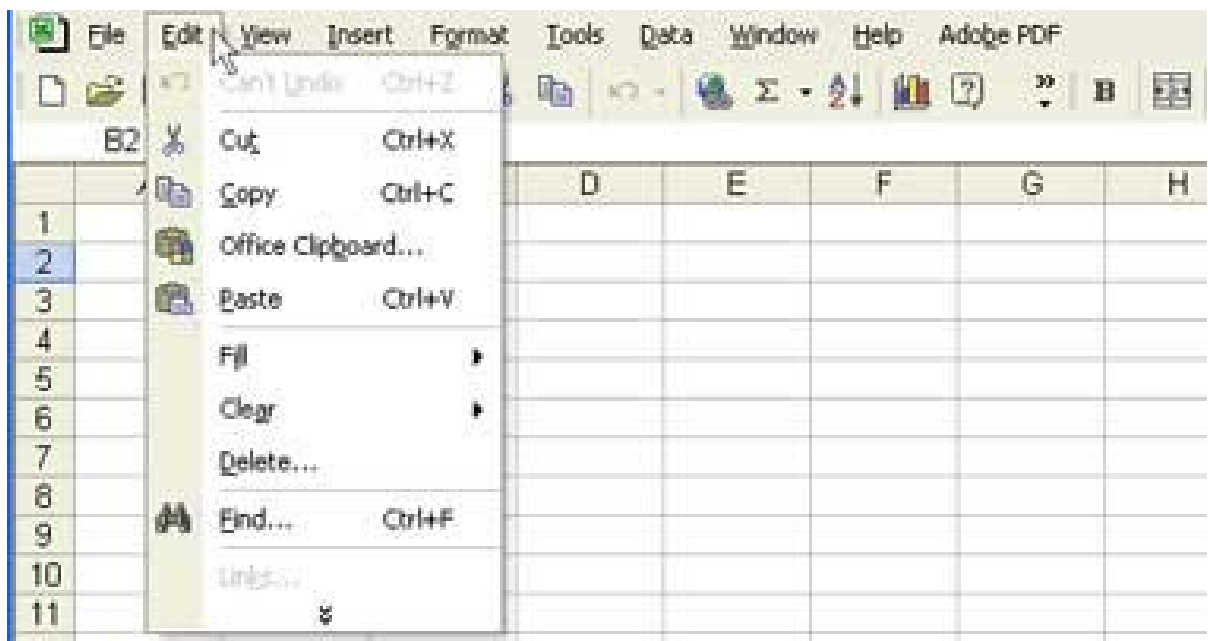 File Edit View Insert Format Tools Data Window Help Adobe PDF
Can't Undo Ctrl+Z
Σ B
B2
Cut Ctrl+X
Copy Ctrl+C
Office Clipboard...
Paste Ctrl+V
Fill
Clear
Delete...
Find... Ctrl+F
Links...
A D E F G H
1
2
3
4
5
6
7
8
9
10
11